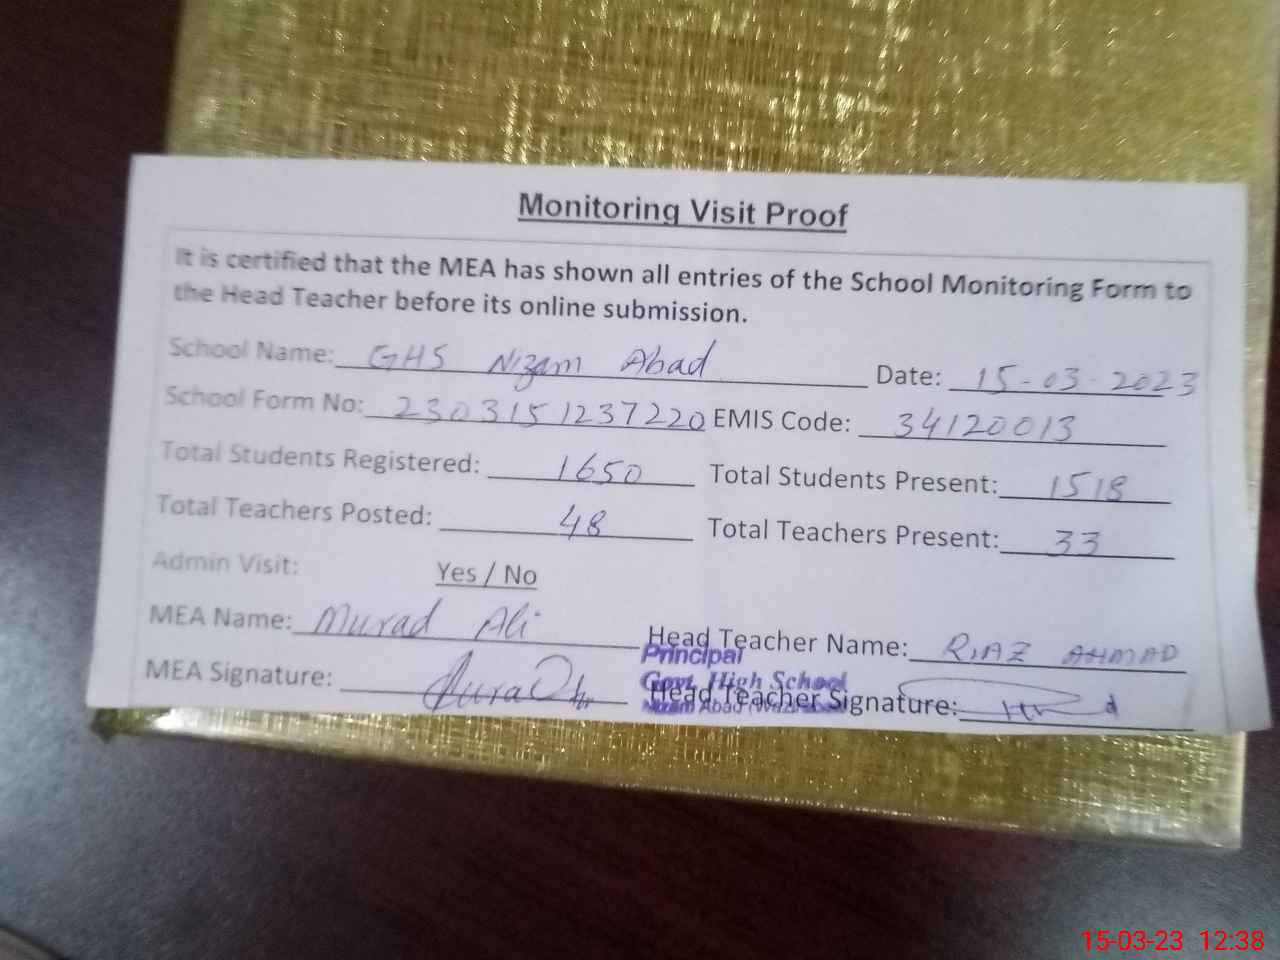 Monitoring Visit Proof
It is certified that the MEA has shown all entries of the School Monitoring Form to
the Head Teacher before its online submission.
School Name: GHS Nizam Abad Date: 15-03-2023
School Form No: 2303151237220 EMIS Code: 34120013
Total Students Registered: 1650 Total Students Present: 1518
Total Teachers Posted: 48 Total Teachers Present: 33
Admin Visit: Yes / No
MEA Name: Murad Ali Head Teacher Name: RIAZ AHMAD
Principal
Govt. High School
MEA Signature: Head Teacher Signature:
Nizam Abad
15-03-23 12:38